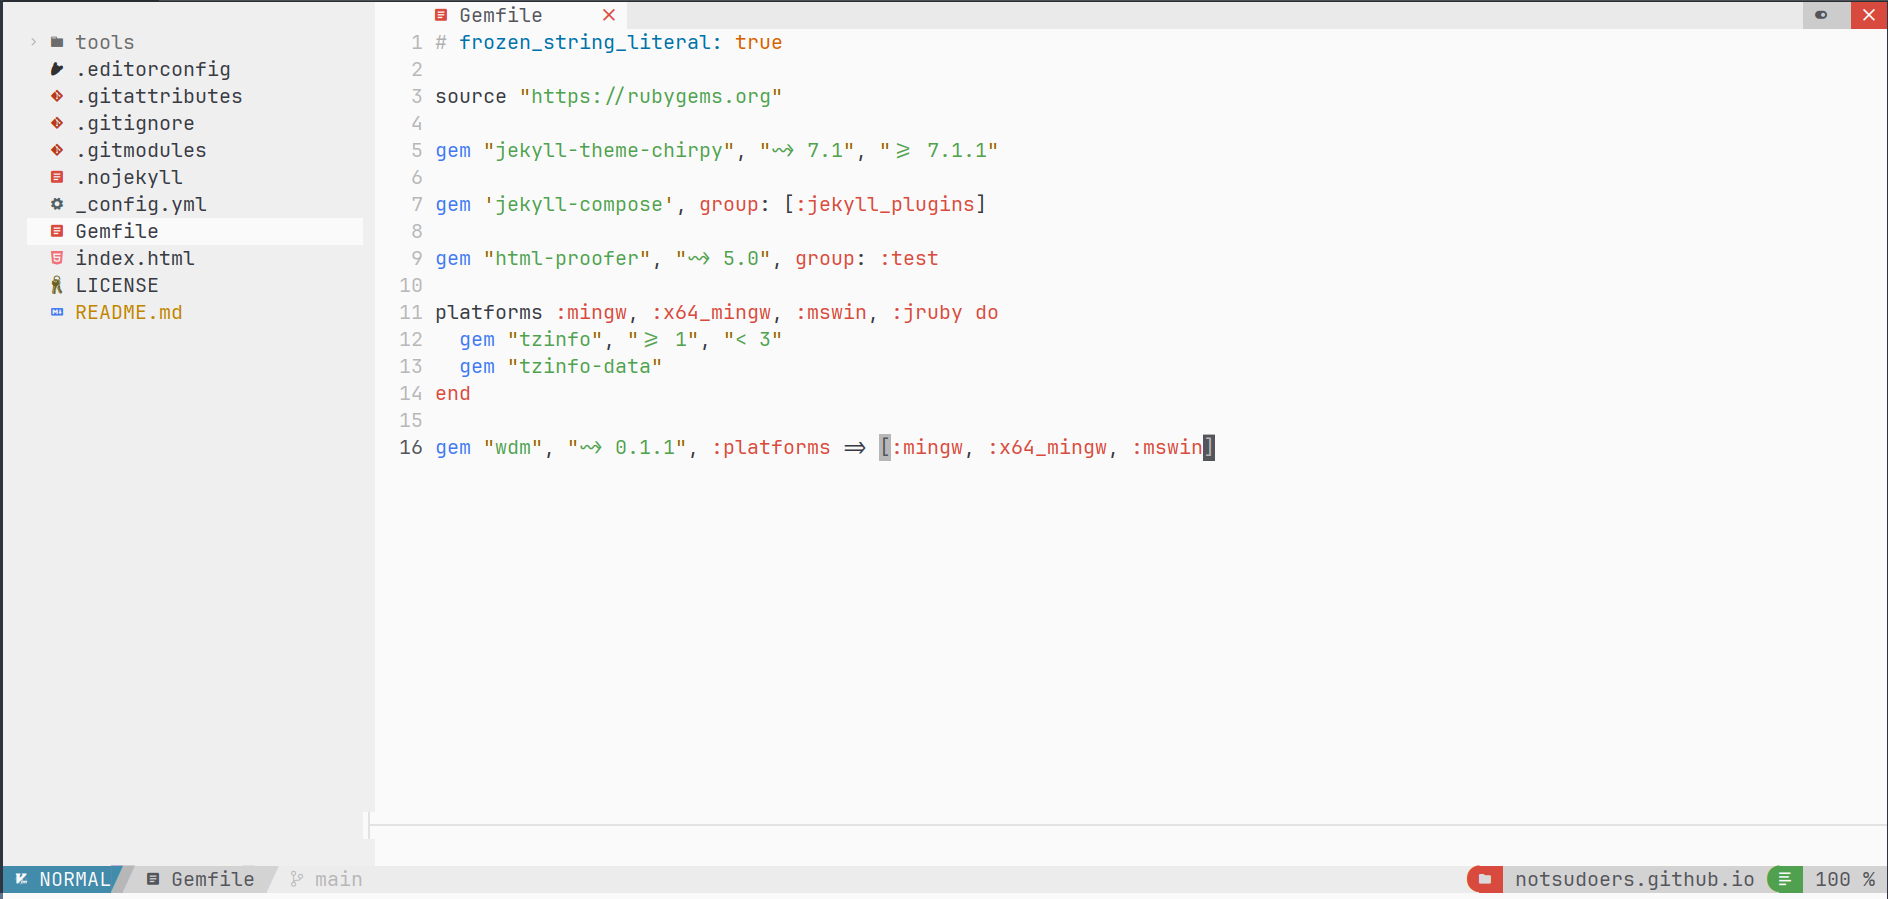 Gemfile
tools
.editorconfig
.gitattributes
.gitignore
.gitmodules
.nojekyll
_config.yml
Gemfile
index.html
LICENSE
README.md
1 # frozen_string_literal: true
2
3 source "https://rubygems.org"
4
5 gem "jekyll-theme-chirpy", "~> 7.1", ">= 7.1.1"
6
7 gem 'jekyll-compose', group: [:jekyll_plugins]
8
9 gem "html-proofer", "~> 5.0", group: :test
10
11 platforms :mingw, :x64_mingw, :mswin, :jruby do
12   gem "tzinfo", ">= 1", "< 3"
13   gem "tzinfo-data"
14 end
15
16 gem "wdm", "~> 0.1.1", :platforms => [:mingw, :x64_mingw, :mswin]
NORMAL Gemfile main notsudoers.github.io 100 %